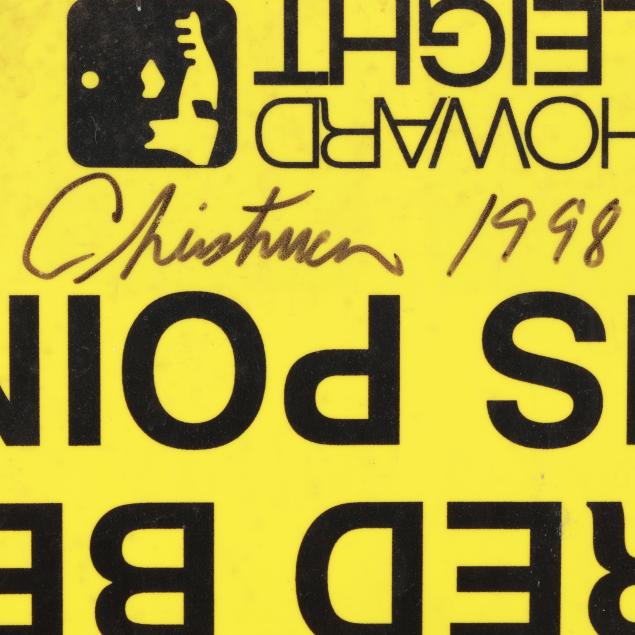 RED BE
IS POIN
Christmas 1998
HOWARD
LEIGHT